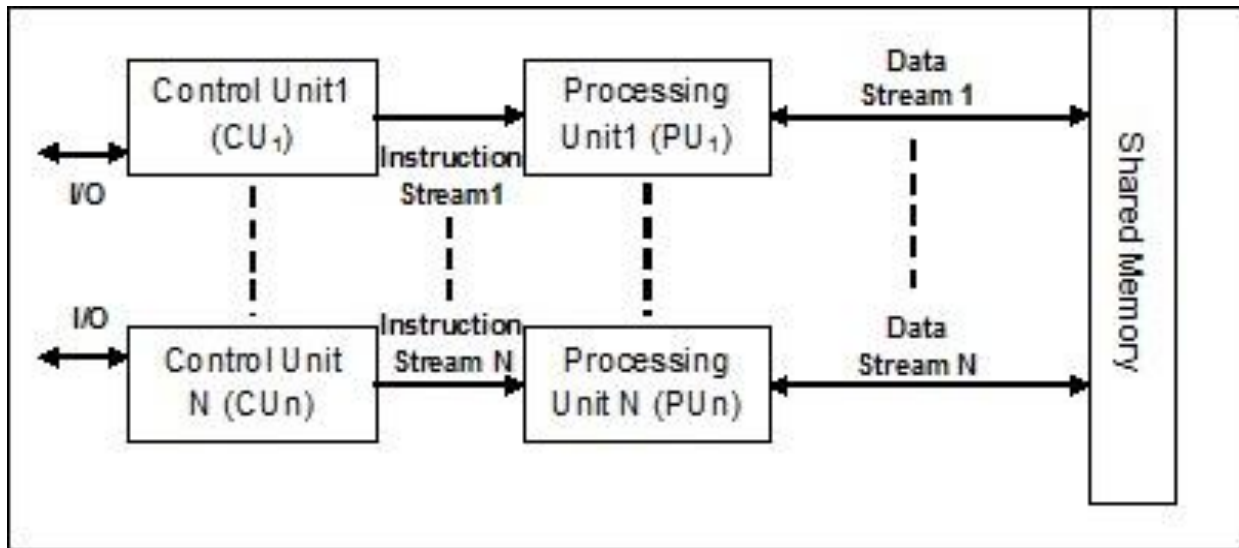 Control Unit1
(CU₁)
Processing
Unit1 (PU₁)
Data
Stream 1
I/O
Instruction
Stream1
Shared Memory
I/O
Control Unit
N (CUn)
Instruction
Stream N
Processing
Unit N (PUn)
Data
Stream N